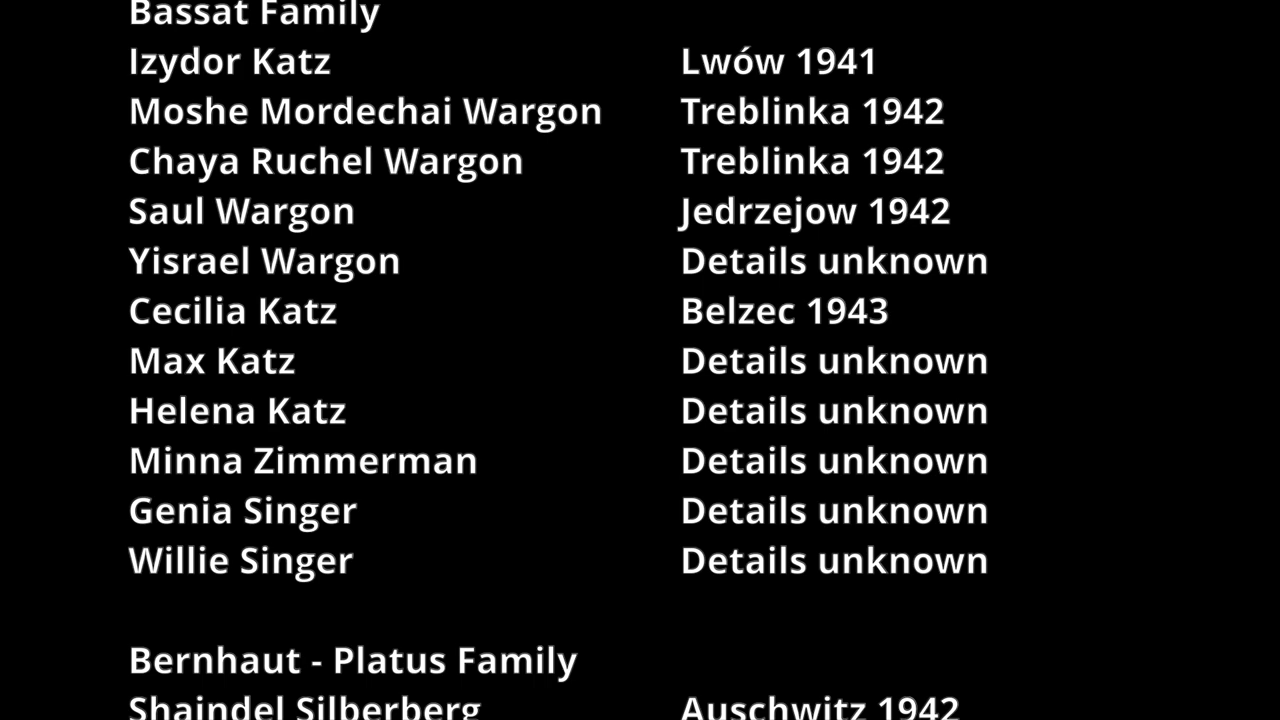 Bassat Family
Izydor Katz Lwów 1941
Moshe Mordechai Wargon Treblinka 1942
Chaya Ruchel Wargon Treblinka 1942
Saul Wargon Jedrzejow 1942
Yisrael Wargon Details unknown
Cecilia Katz Belzec 1943
Max Katz Details unknown
Helena Katz Details unknown
Minna Zimmerman Details unknown
Genia Singer Details unknown
Willie Singer Details unknown
Bernhaut - Platus Family
Shaindel Silberberg Auschwitz 1942